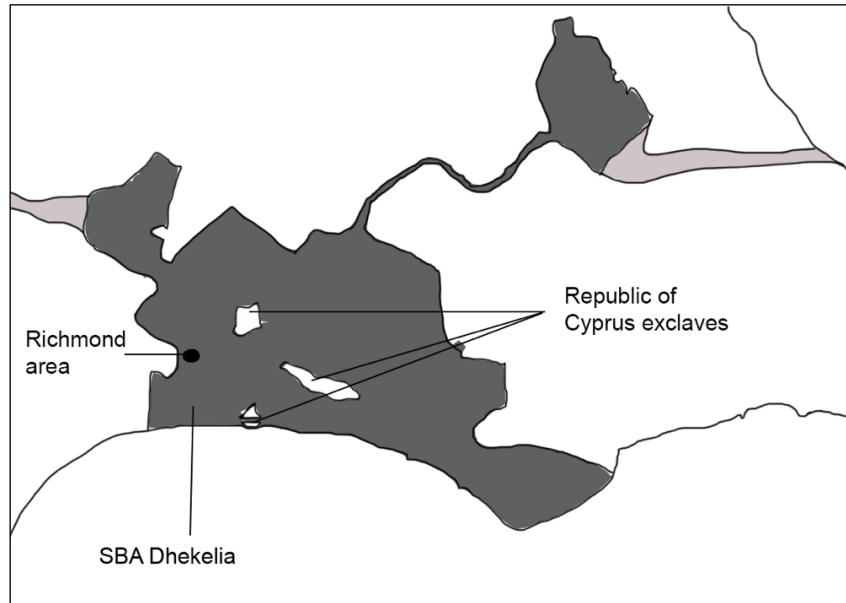 Republic of
Cyprus exclaves
Richmond
area
SBA Dhekelia